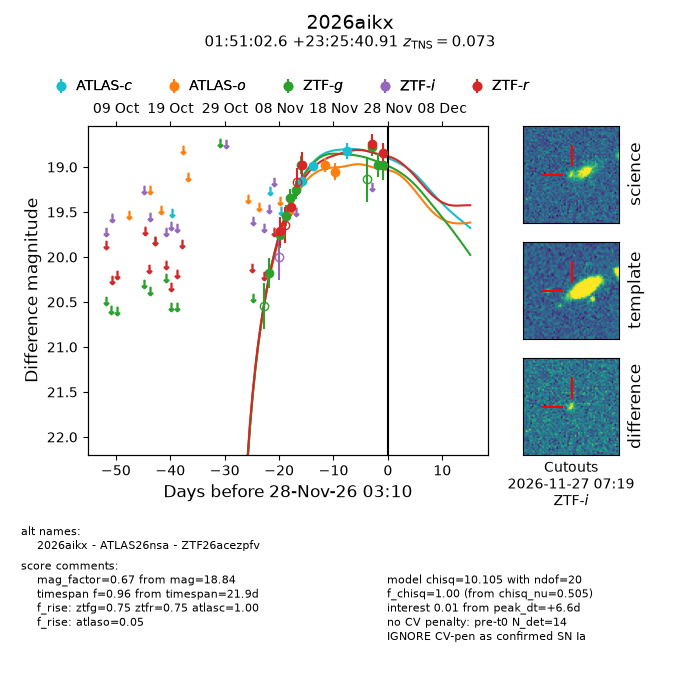 2026aikx
01:51:02.6 +23:25:40.91 zTNS = 0.073
ATLAS-c ATLAS-o ZTF-g ZTF-i ZTF-r
09 Oct 19 Oct 29 Oct 08 Nov 18 Nov 28 Nov 08 Dec
19.0
19.5
20.0
20.5
21.0
21.5
22.0
Difference magnitude
−50 −40 −30 −20 −10 0 10
Days before 28-Nov-26 03:10
science
template
difference
Cutouts
2026-11-27 07:19
ZTF-i
alt names:
2026aikx - ATLAS26nsa - ZTF26acezpfv
score comments:
mag_factor=0.67 from mag=18.84
timespan f=0.96 from timespan=21.9d
f_rise: ztfg=0.75 ztfr=0.75 atlasc=1.00
f_rise: atlaso=0.05
model chisq=10.105 with ndof=20
f_chisq=1.00 (from chisq_nu=0.505)
interest 0.01 from peak_dt=+6.6d
no CV penalty: pre-t0 N_det=14
IGNORE CV-pen as confirmed SN Ia